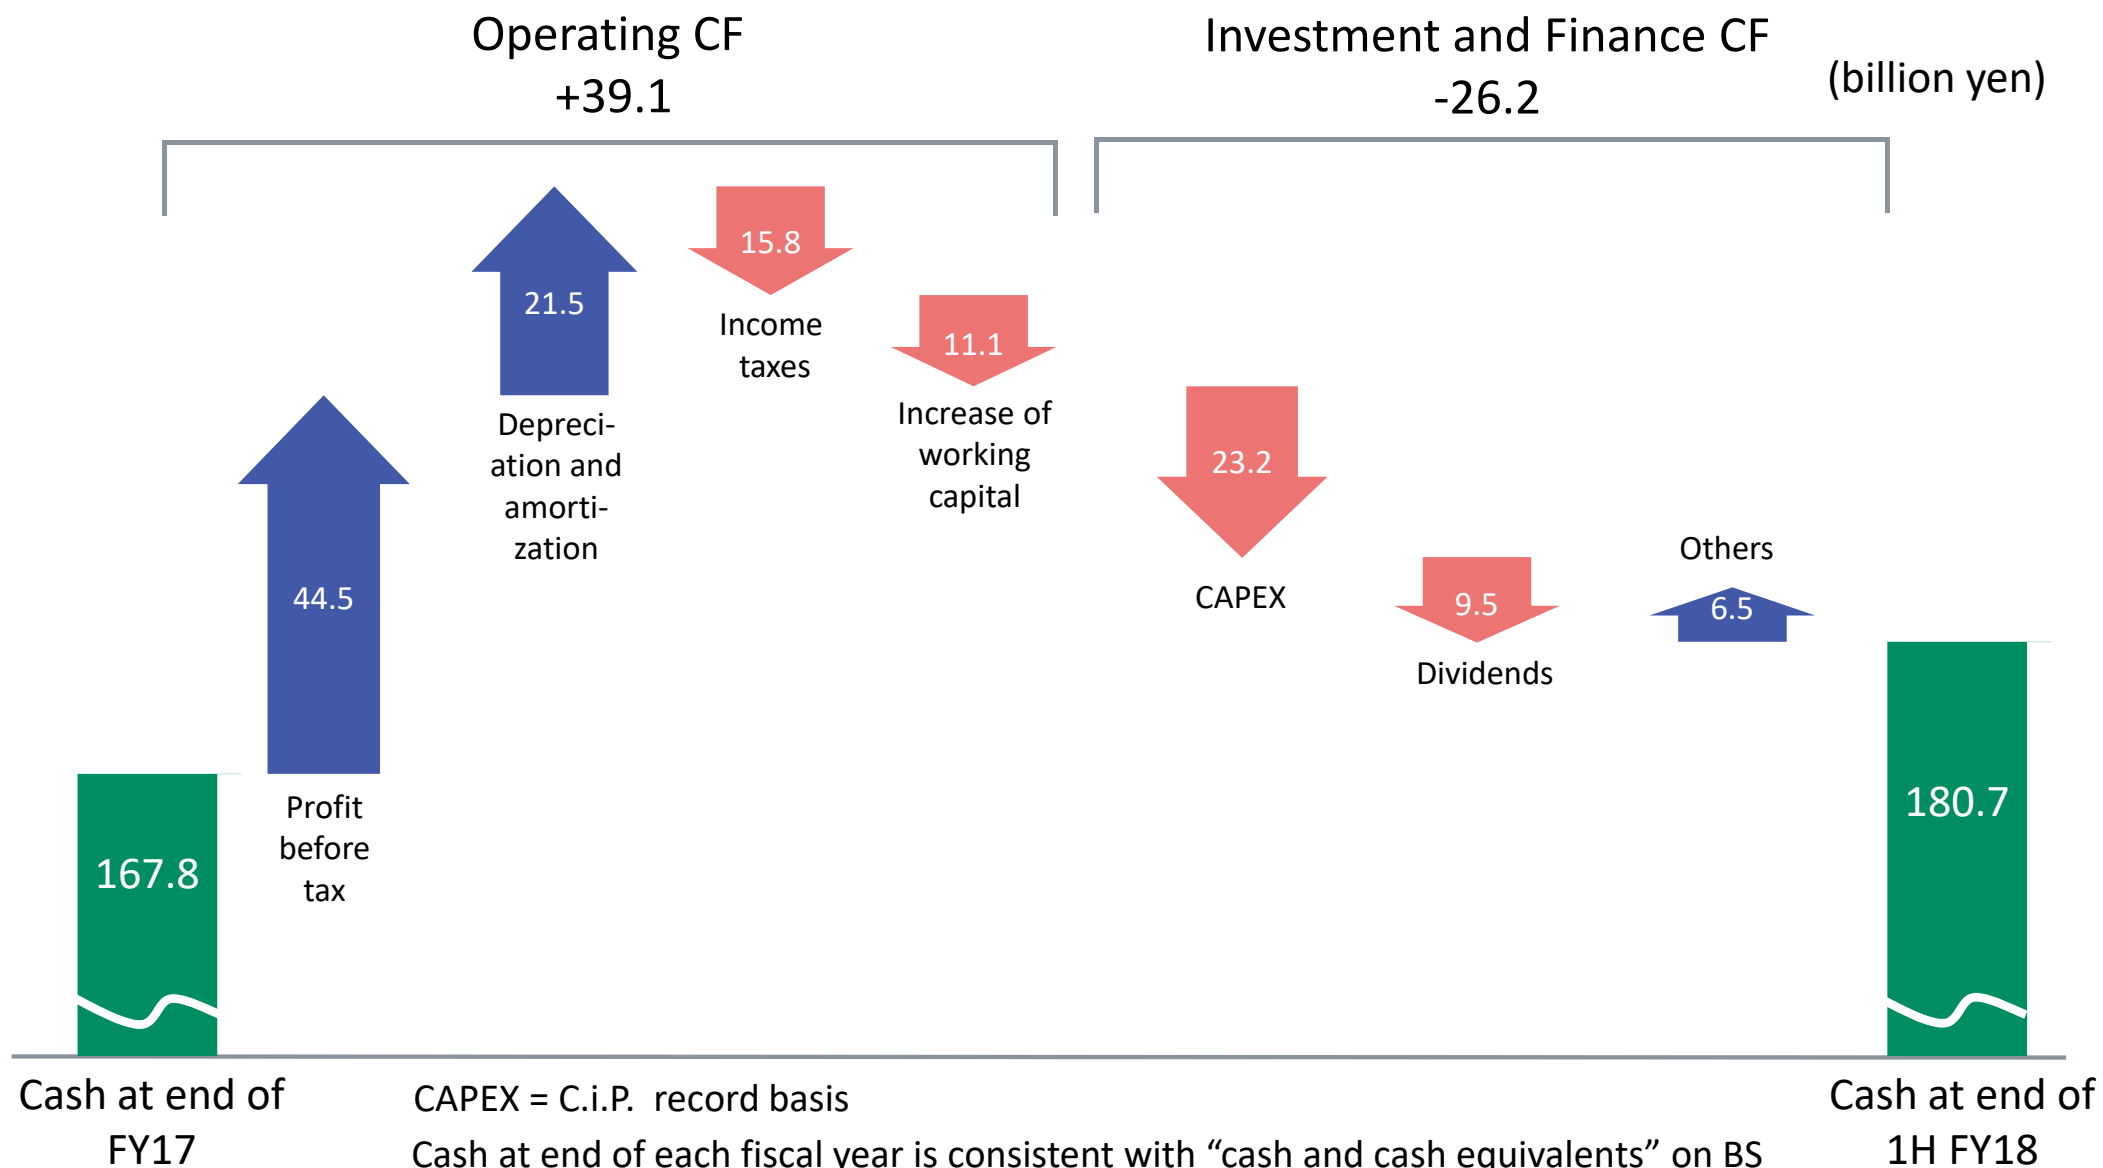 Operating CF
+39.1
Investment and Finance CF
-26.2
(billion yen)
167.8
44.5
Profit
before
tax
21.5
Depreci-
ation and
amorti-
zation
15.8
Income
taxes
11.1
Increase of
working
capital
23.2
CAPEX
9.5
Dividends
Others
6.5
180.7
Cash at end of
FY17
CAPEX = C.i.P. record basis
Cash at end of each fiscal year is consistent with “cash and cash equivalents” on BS
Cash at end of
1H FY18